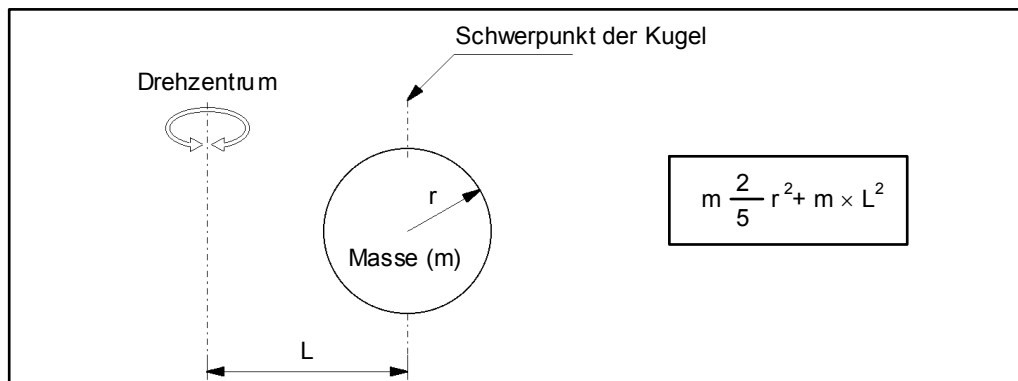 Schwerpunkt der Kugel
Drehzentrum
r
Masse (m)
L
m 2/5 r² + m × L²